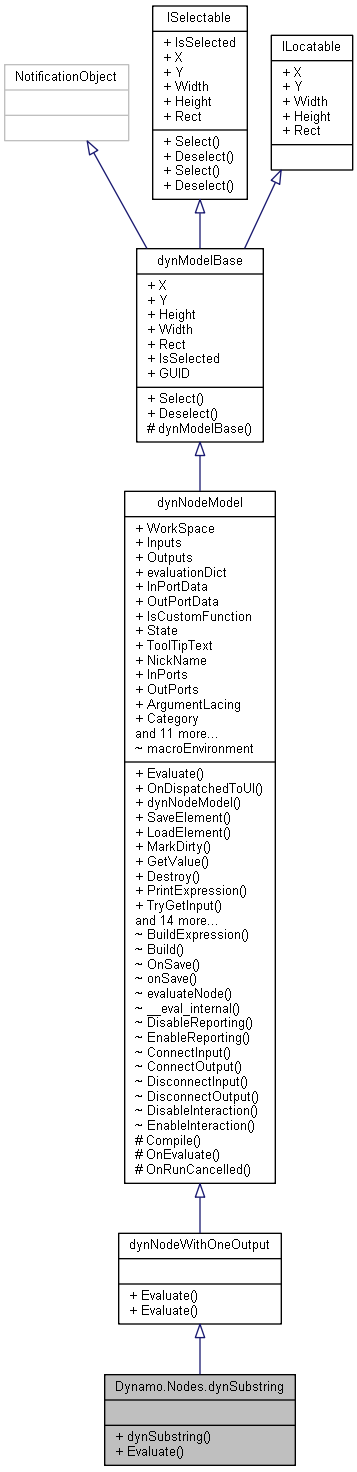 ISelectable
+ IsSelected
+ X
+ Y
+ Width
+ Height
+ Rect
+ Select()
+ Deselect()
+ Select()
+ Deselect()
ILocatable
+ X
+ Y
+ Width
+ Height
+ Rect
NotificationObject
dynModelBase
+ X
+ Y
+ Height
+ Width
+ Rect
+ IsSelected
+ GUID
+ Select()
+ Deselect()
# dynModelBase()
dynNodeModel
+ WorkSpace
+ Inputs
+ Outputs
+ evaluationDict
+ InPortData
+ OutPortData
+ IsCustomFunction
+ State
+ ToolTipText
+ NickName
+ InPorts
+ OutPorts
+ ArgumentLacing
+ Category
and 11 more...
~ macroEnvironment
+ Evaluate()
+ OnDispatchedToUI()
+ dynNodeModel()
+ SaveElement()
+ LoadElement()
+ MarkDirty()
+ GetValue()
+ Destroy()
+ PrintExpression()
+ TryGetInput()
and 14 more...
~ BuildExpression()
~ Build()
~ OnSave()
~ onSave()
~ evaluateNode()
~ __eval_internal()
~ DisableReporting()
~ EnableReporting()
~ ConnectInput()
~ ConnectOutput()
~ DisconnectInput()
~ DisconnectOutput()
~ DisableInteraction()
~ EnableInteraction()
# Compile()
# OnEvaluate()
# OnRunCancelled()
dynNodeWithOneOutput
+ Evaluate()
+ Evaluate()
Dynamo.Nodes.dynSubstring
+ dynSubstring()
+ Evaluate()